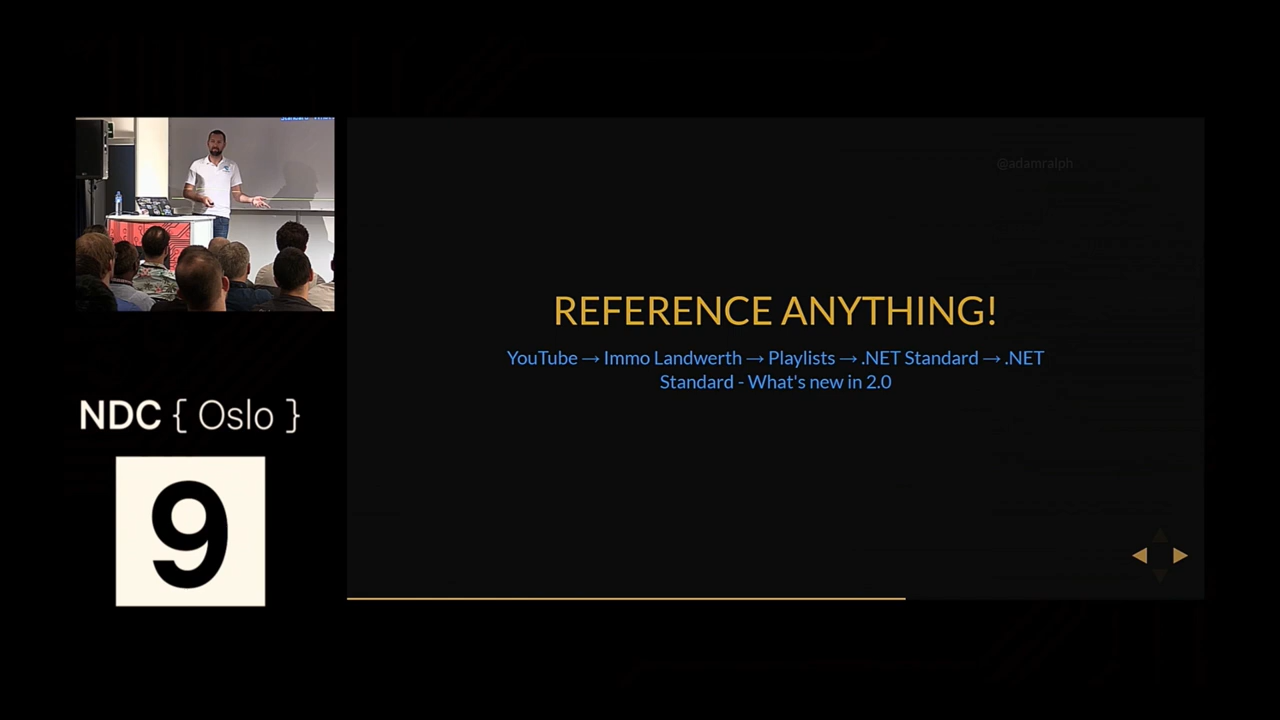 @adamralph
REFERENCE ANYTHING!
YouTube → Immo Landwerth → Playlists → .NET Standard → .NET
Standard - What's new in 2.0
NDC { Oslo }
9